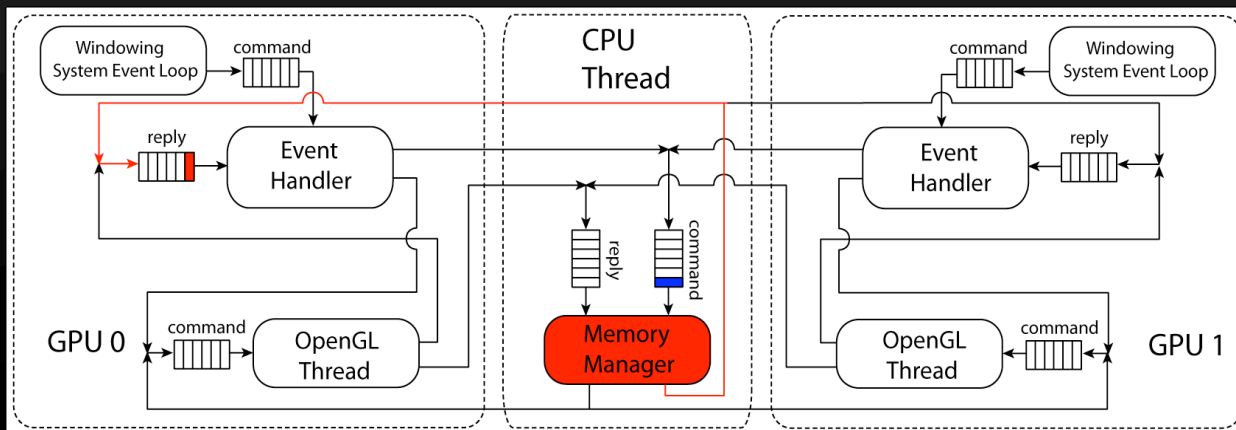 Windowing
System Event Loop
command
CPU
Thread
command
Windowing
System Event Loop
reply
Event
Handler
Event
Handler
reply
reply
command
GPU 0
command
OpenGL
Thread
Memory
Manager
OpenGL
Thread
command
GPU 1